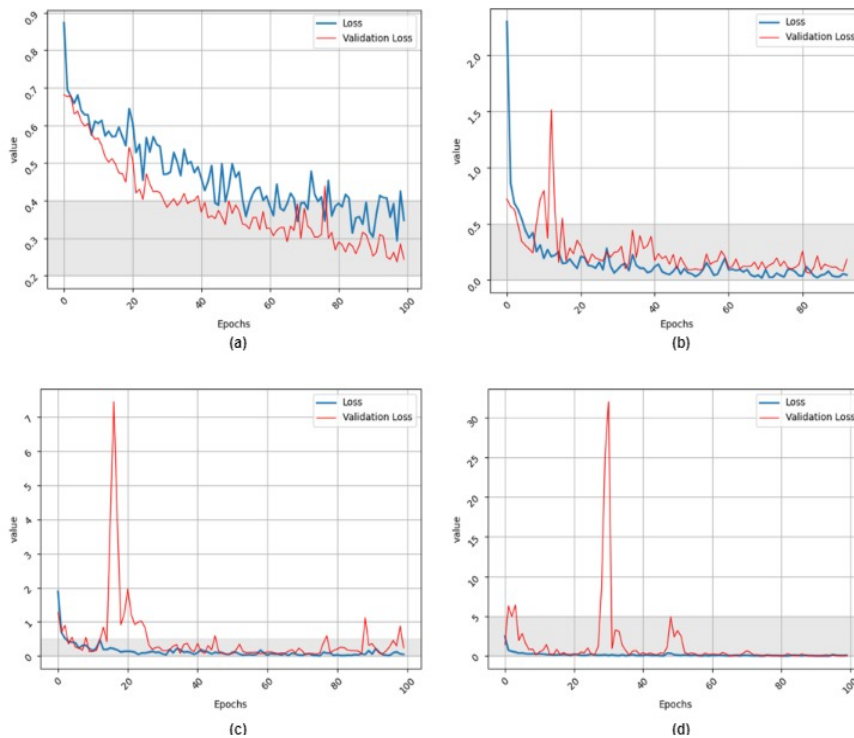 0.9
0.8
0.7
0.6
0.5
0.4
0.3
0.2
value
Loss
Validation Loss
0
20
40
60
80
100
Epochs
(a)
2.0
1.5
1.0
0.5
0.0
value
Loss
Validation Loss
0
20
40
60
80
Epochs
(b)
7
6
5
4
3
2
1
0
value
Loss
Validation Loss
0
20
40
60
80
100
Epochs
(c)
30
25
20
15
10
5
0
value
Loss
Validation Loss
0
20
40
60
80
100
Epochs
(d)